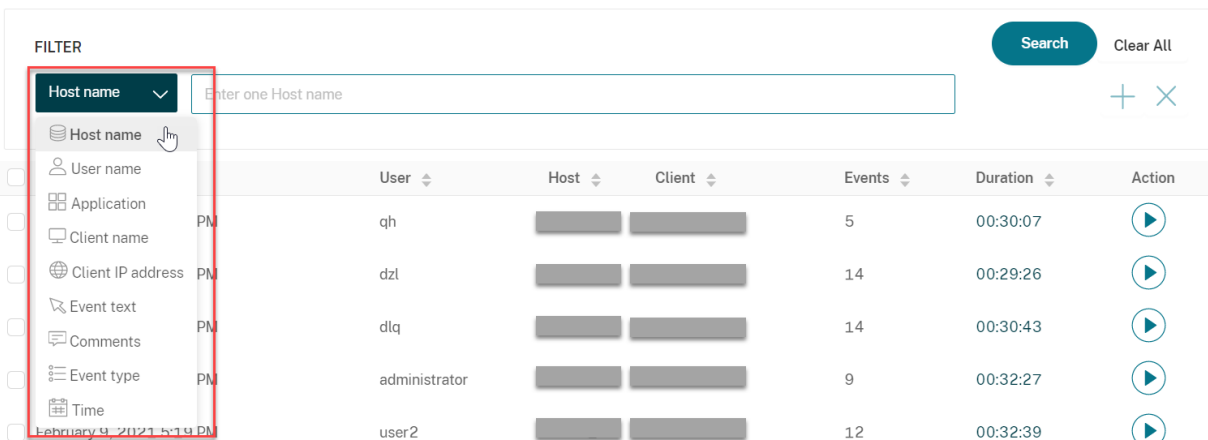 FILTER
Search
Clear All
Host name
Enter one Host name
Host name
User name
Application
Client name
Client IP address
Event text
Comments
Event type
Time
User Host Client Events Duration Action
PM qh 5 00:30:07
PM dzl 14 00:29:26
PM dlq 14 00:30:43
PM administrator 9 00:32:27
February 9, 2021 5:19 PM user2 12 00:32:39